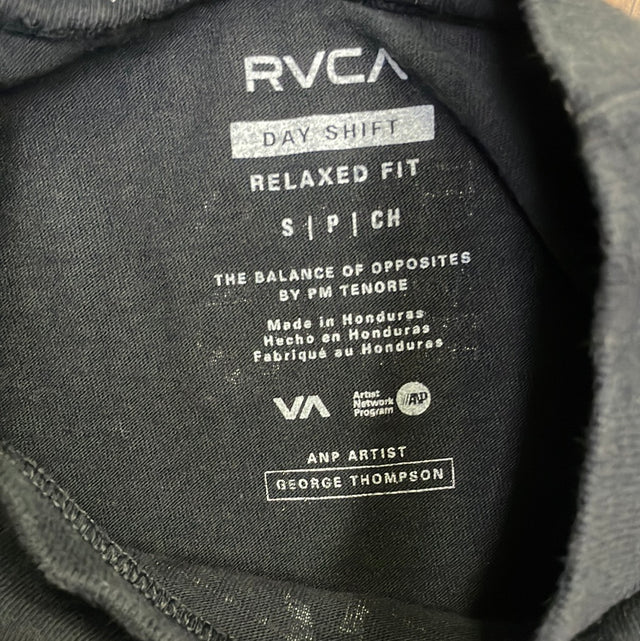 RVCA
DAY SHIFT
RELAXED FIT
S | P | CH
THE BALANCE OF OPPOSITES
BY PM TENORE
Made in Honduras
Hecho en Honduras
Fabriqué au Honduras
VA Artist Network Program ANP
ANP ARTIST
GEORGE THOMPSON